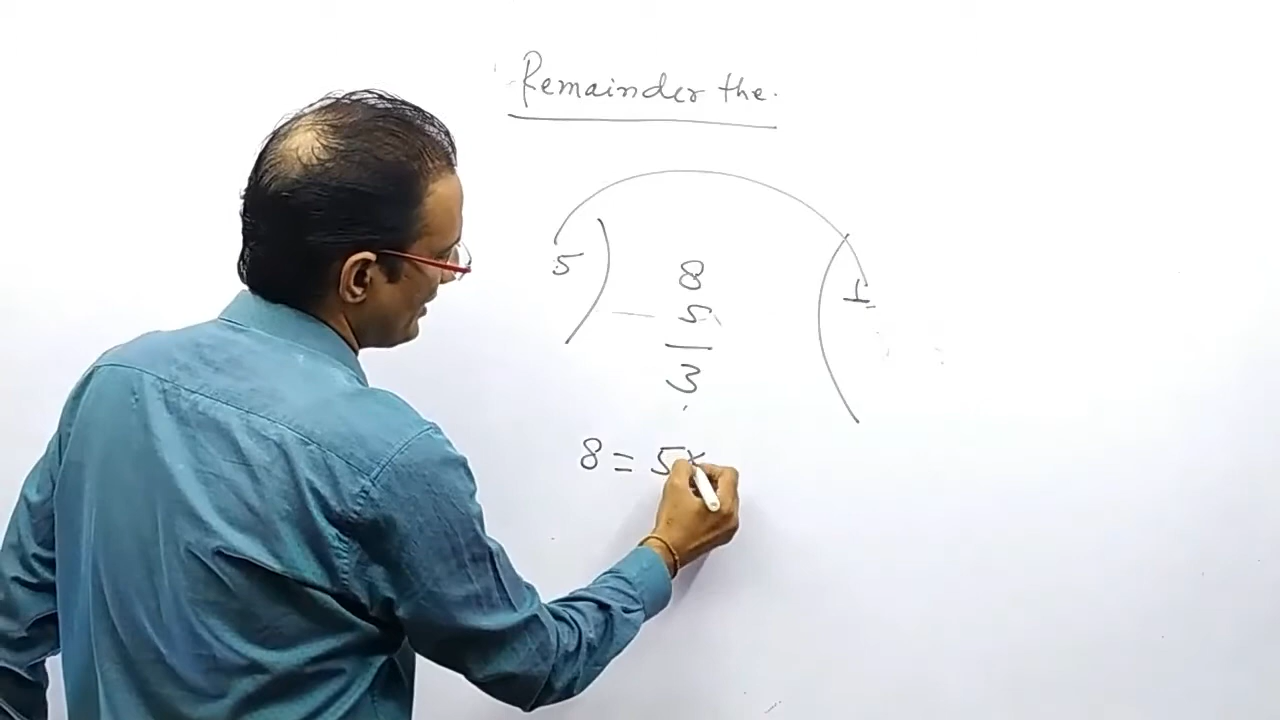 Remainder the.
5 ) 8 ( 1
5
3
8 = 5×